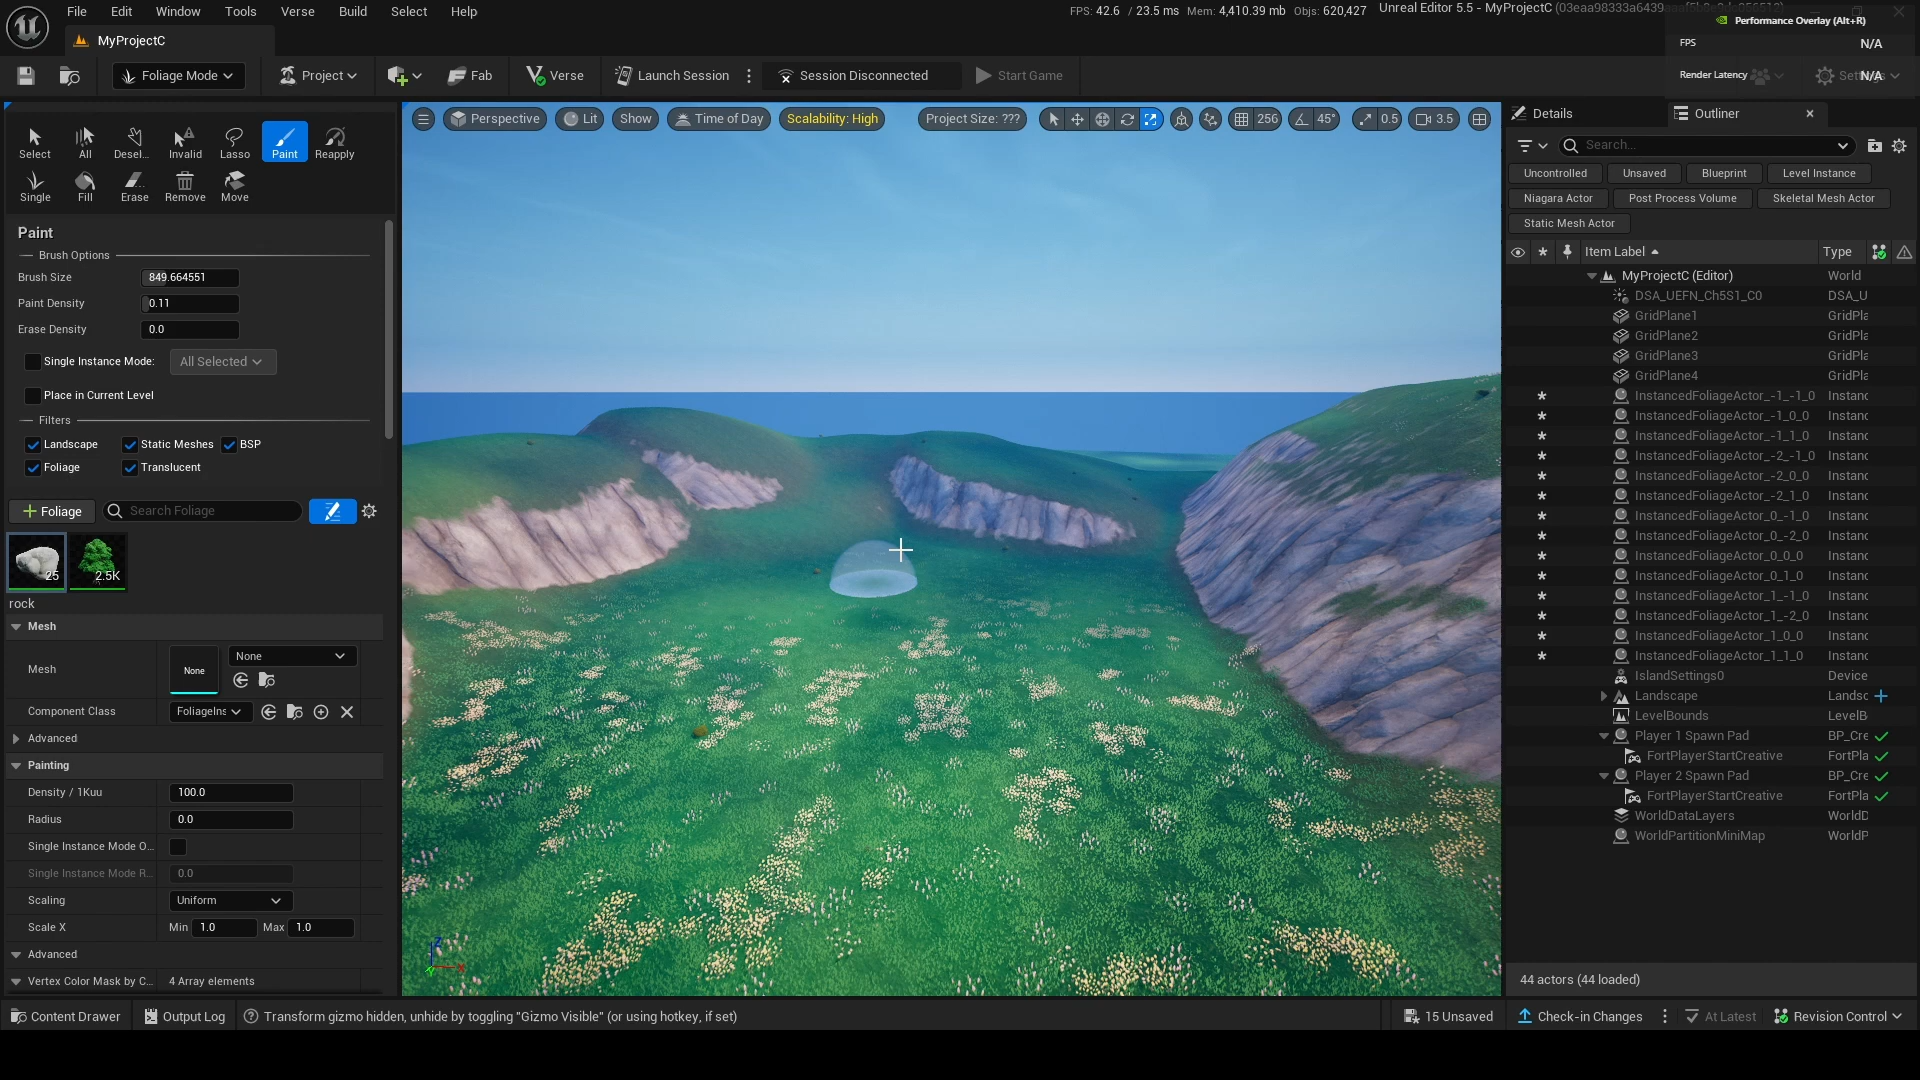 File Edit Window Tools Verse Build Select Help
FPS: 42.6 / 23.5 ms Mem: 4,410.39 mb Objs: 620,427
Unreal Editor 5.5 - MyProjectC
Performance Overlay (Alt+R)
FPS N/A
Render Latency N/A
MyProjectC
Foliage Mode Project Fab Verse Launch Session Session Disconnected Start Game
Select All Desel... Invalid Lasso Paint Reapply
Single Fill Erase Remove Move
Paint
Brush Options
Brush Size 849.664551
Paint Density 0.11
Erase Density 0.0
Single Instance Mode: All Selected
Place in Current Level
Filters
Landscape Static Meshes BSP
Foliage Translucent
Foliage Search Foliage
25 2.5K
rock
Mesh
Mesh None None
Component Class FoliageIns
Advanced
Painting
Density / 1Kuu 100.0
Radius 0.0
Single Instance Mode O...
Single Instance Mode R... 0.0
Scaling Uniform
Scale X Min 1.0 Max 1.0
Advanced
Vertex Color Mask by C... 4 Array elements
Perspective Lit Show Time of Day Scalability: High Project Size: ??? 256 45° 0.5 3.5
Z
X
Y
Details Outliner
Search...
Uncontrolled Unsaved Blueprint Level Instance
Niagara Actor Post Process Volume Skeletal Mesh Actor
Static Mesh Actor
Item Label Type
MyProjectC (Editor) World
DSA_UEFN_Ch5S1_C0 DSA_U
GridPlane1 GridPla
GridPlane2 GridPla
GridPlane3 GridPla
GridPlane4 GridPla
InstancedFoliageActor_-1_-1_0 Instanc
InstancedFoliageActor_-1_0_0 Instanc
InstancedFoliageActor_-1_1_0 Instanc
InstancedFoliageActor_-2_-1_0 Instanc
InstancedFoliageActor_-2_0_0 Instanc
InstancedFoliageActor_-2_1_0 Instanc
InstancedFoliageActor_0_-1_0 Instanc
InstancedFoliageActor_0_-2_0 Instanc
InstancedFoliageActor_0_0_0 Instanc
InstancedFoliageActor_0_1_0 Instanc
InstancedFoliageActor_1_-1_0 Instanc
InstancedFoliageActor_1_-2_0 Instanc
InstancedFoliageActor_1_0_0 Instanc
InstancedFoliageActor_1_1_0 Instanc
IslandSettings0 Device
Landscape Landsc
LevelBounds LevelB
Player 1 Spawn Pad BP_Cre
FortPlayerStartCreative FortPla
Player 2 Spawn Pad BP_Cre
FortPlayerStartCreative FortPla
WorldDataLayers WorldD
WorldPartitionMiniMap WorldP
44 actors (44 loaded)
Content Drawer Output Log Transform gizmo hidden, unhide by toggling "Gizmo Visible" (or using hotkey, if set) 15 Unsaved Check-in Changes At Latest Revision Control